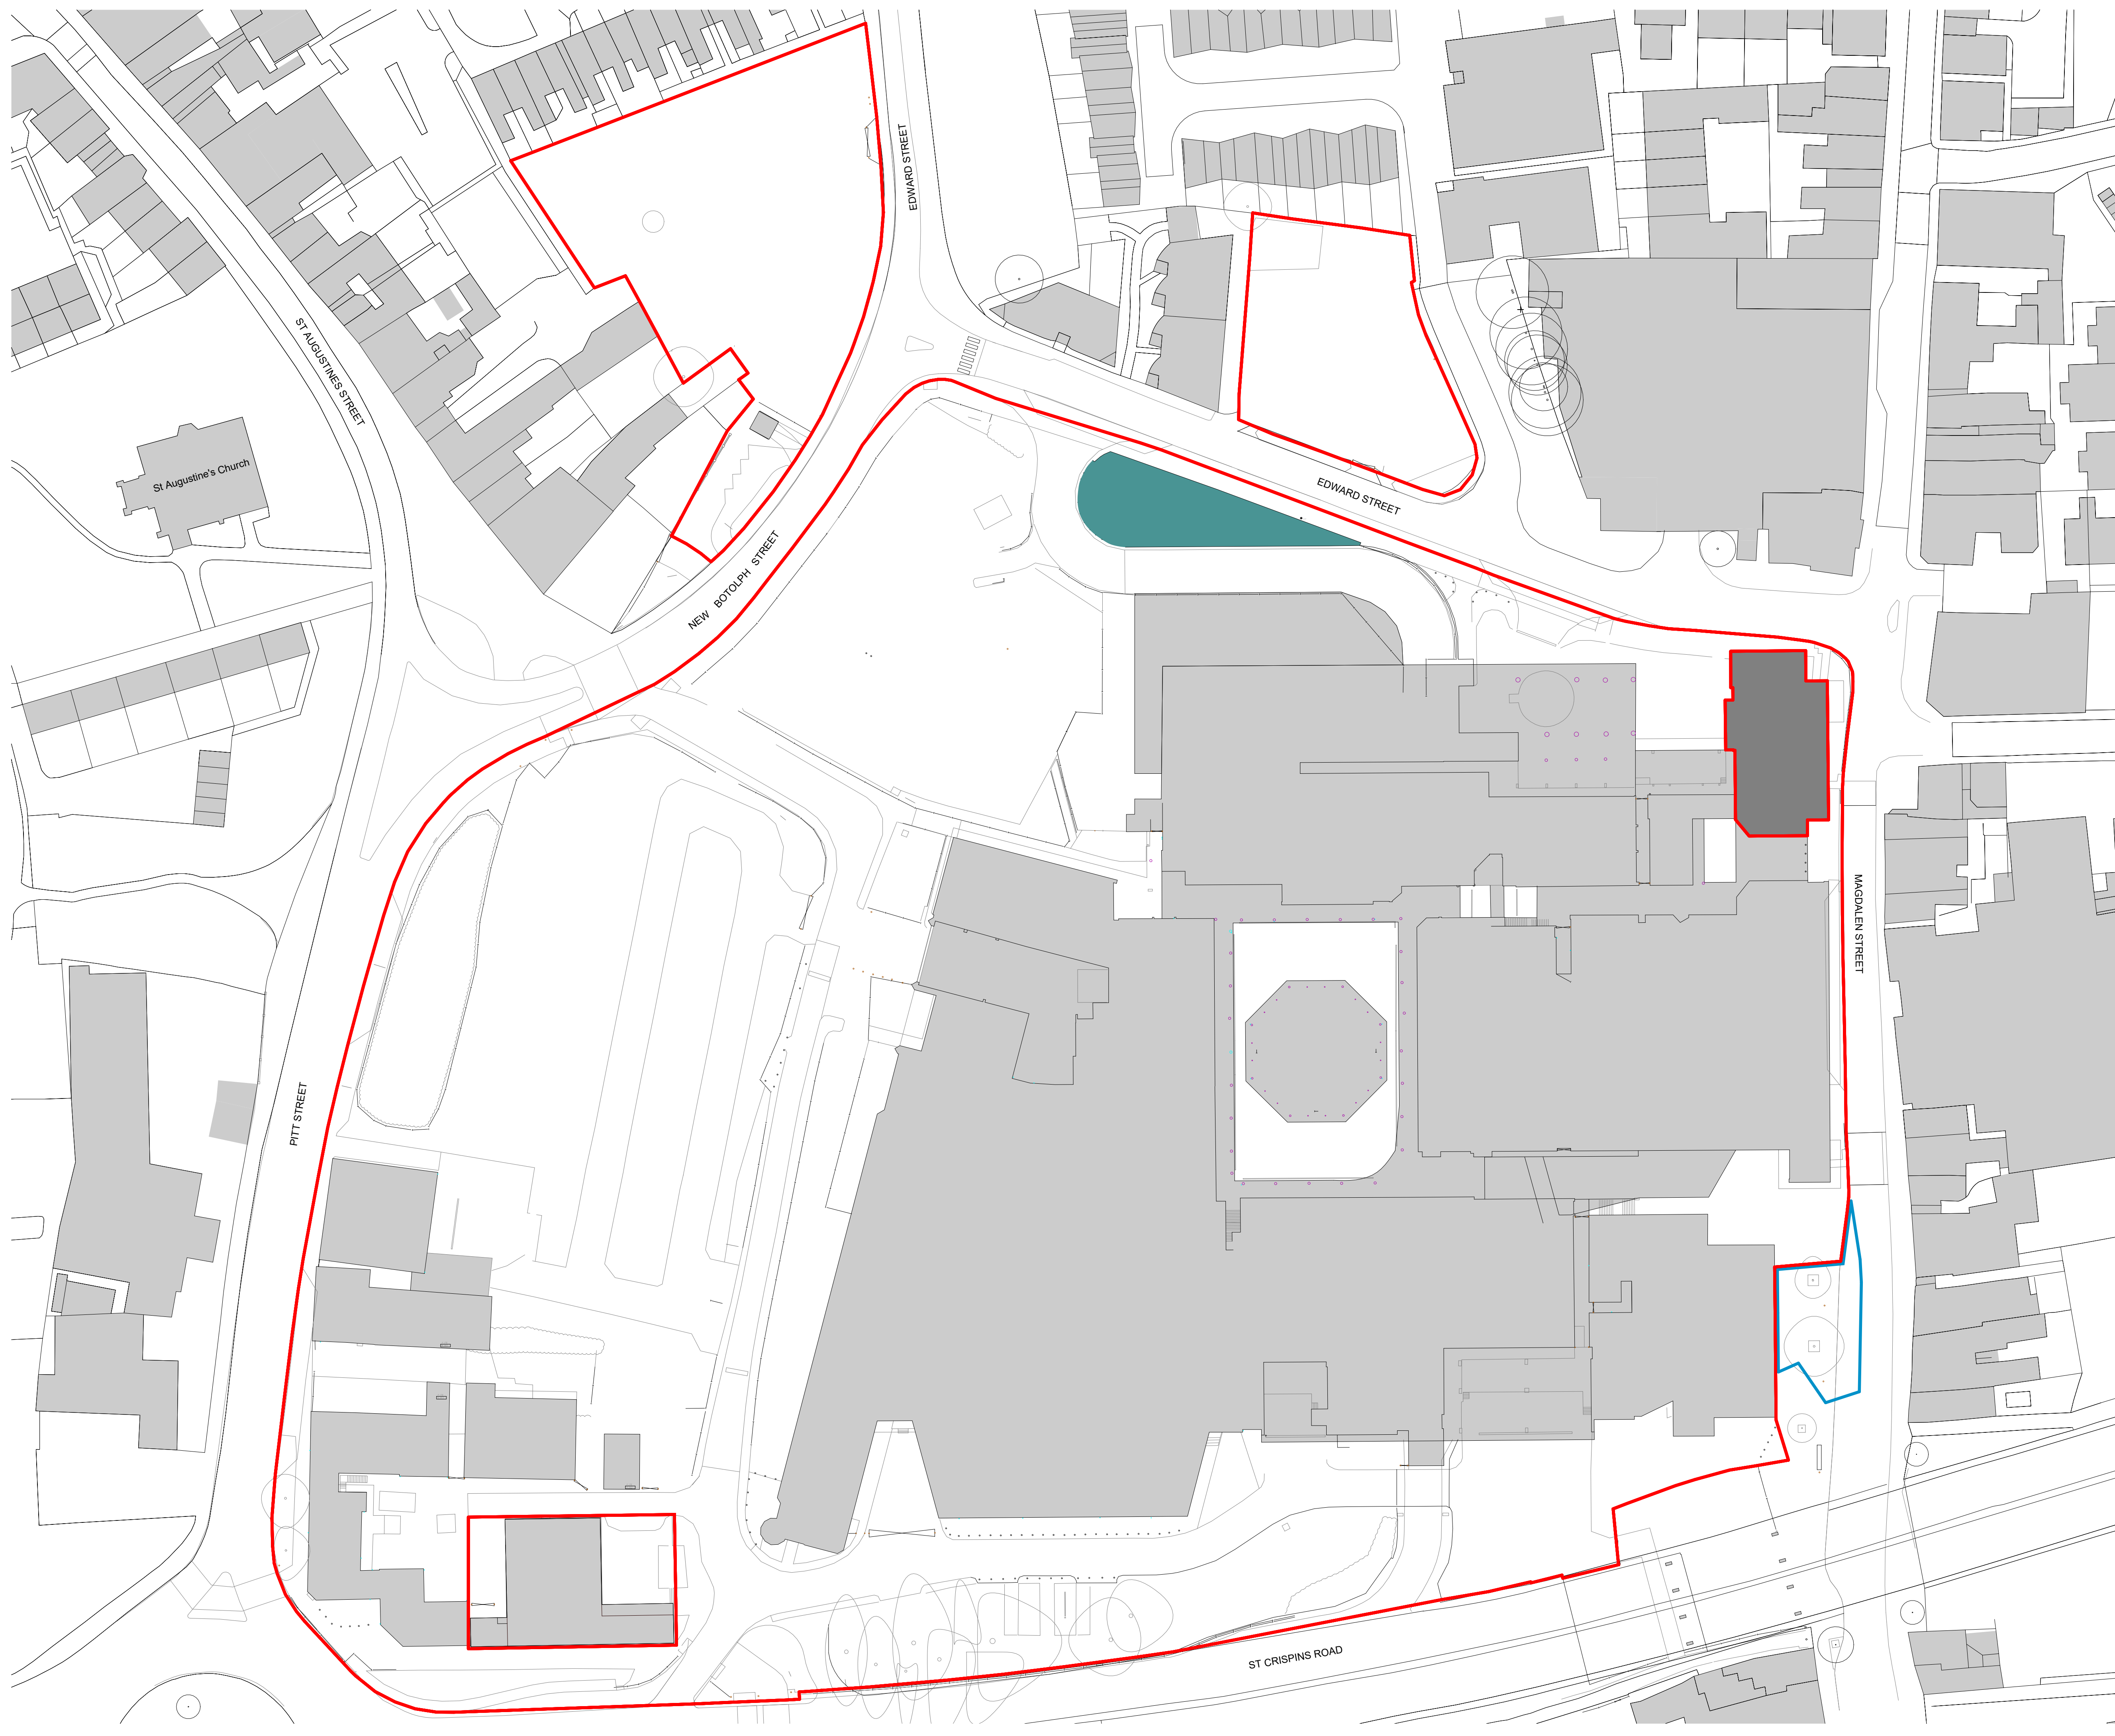 EDWARD STREET
ST AUGUSTINES STREET
St Augustine's Church
EDWARD STREET
NEW BOTOLPH STREET
MAGDALEN STREET
PITT STREET
ST CRISPINS ROAD